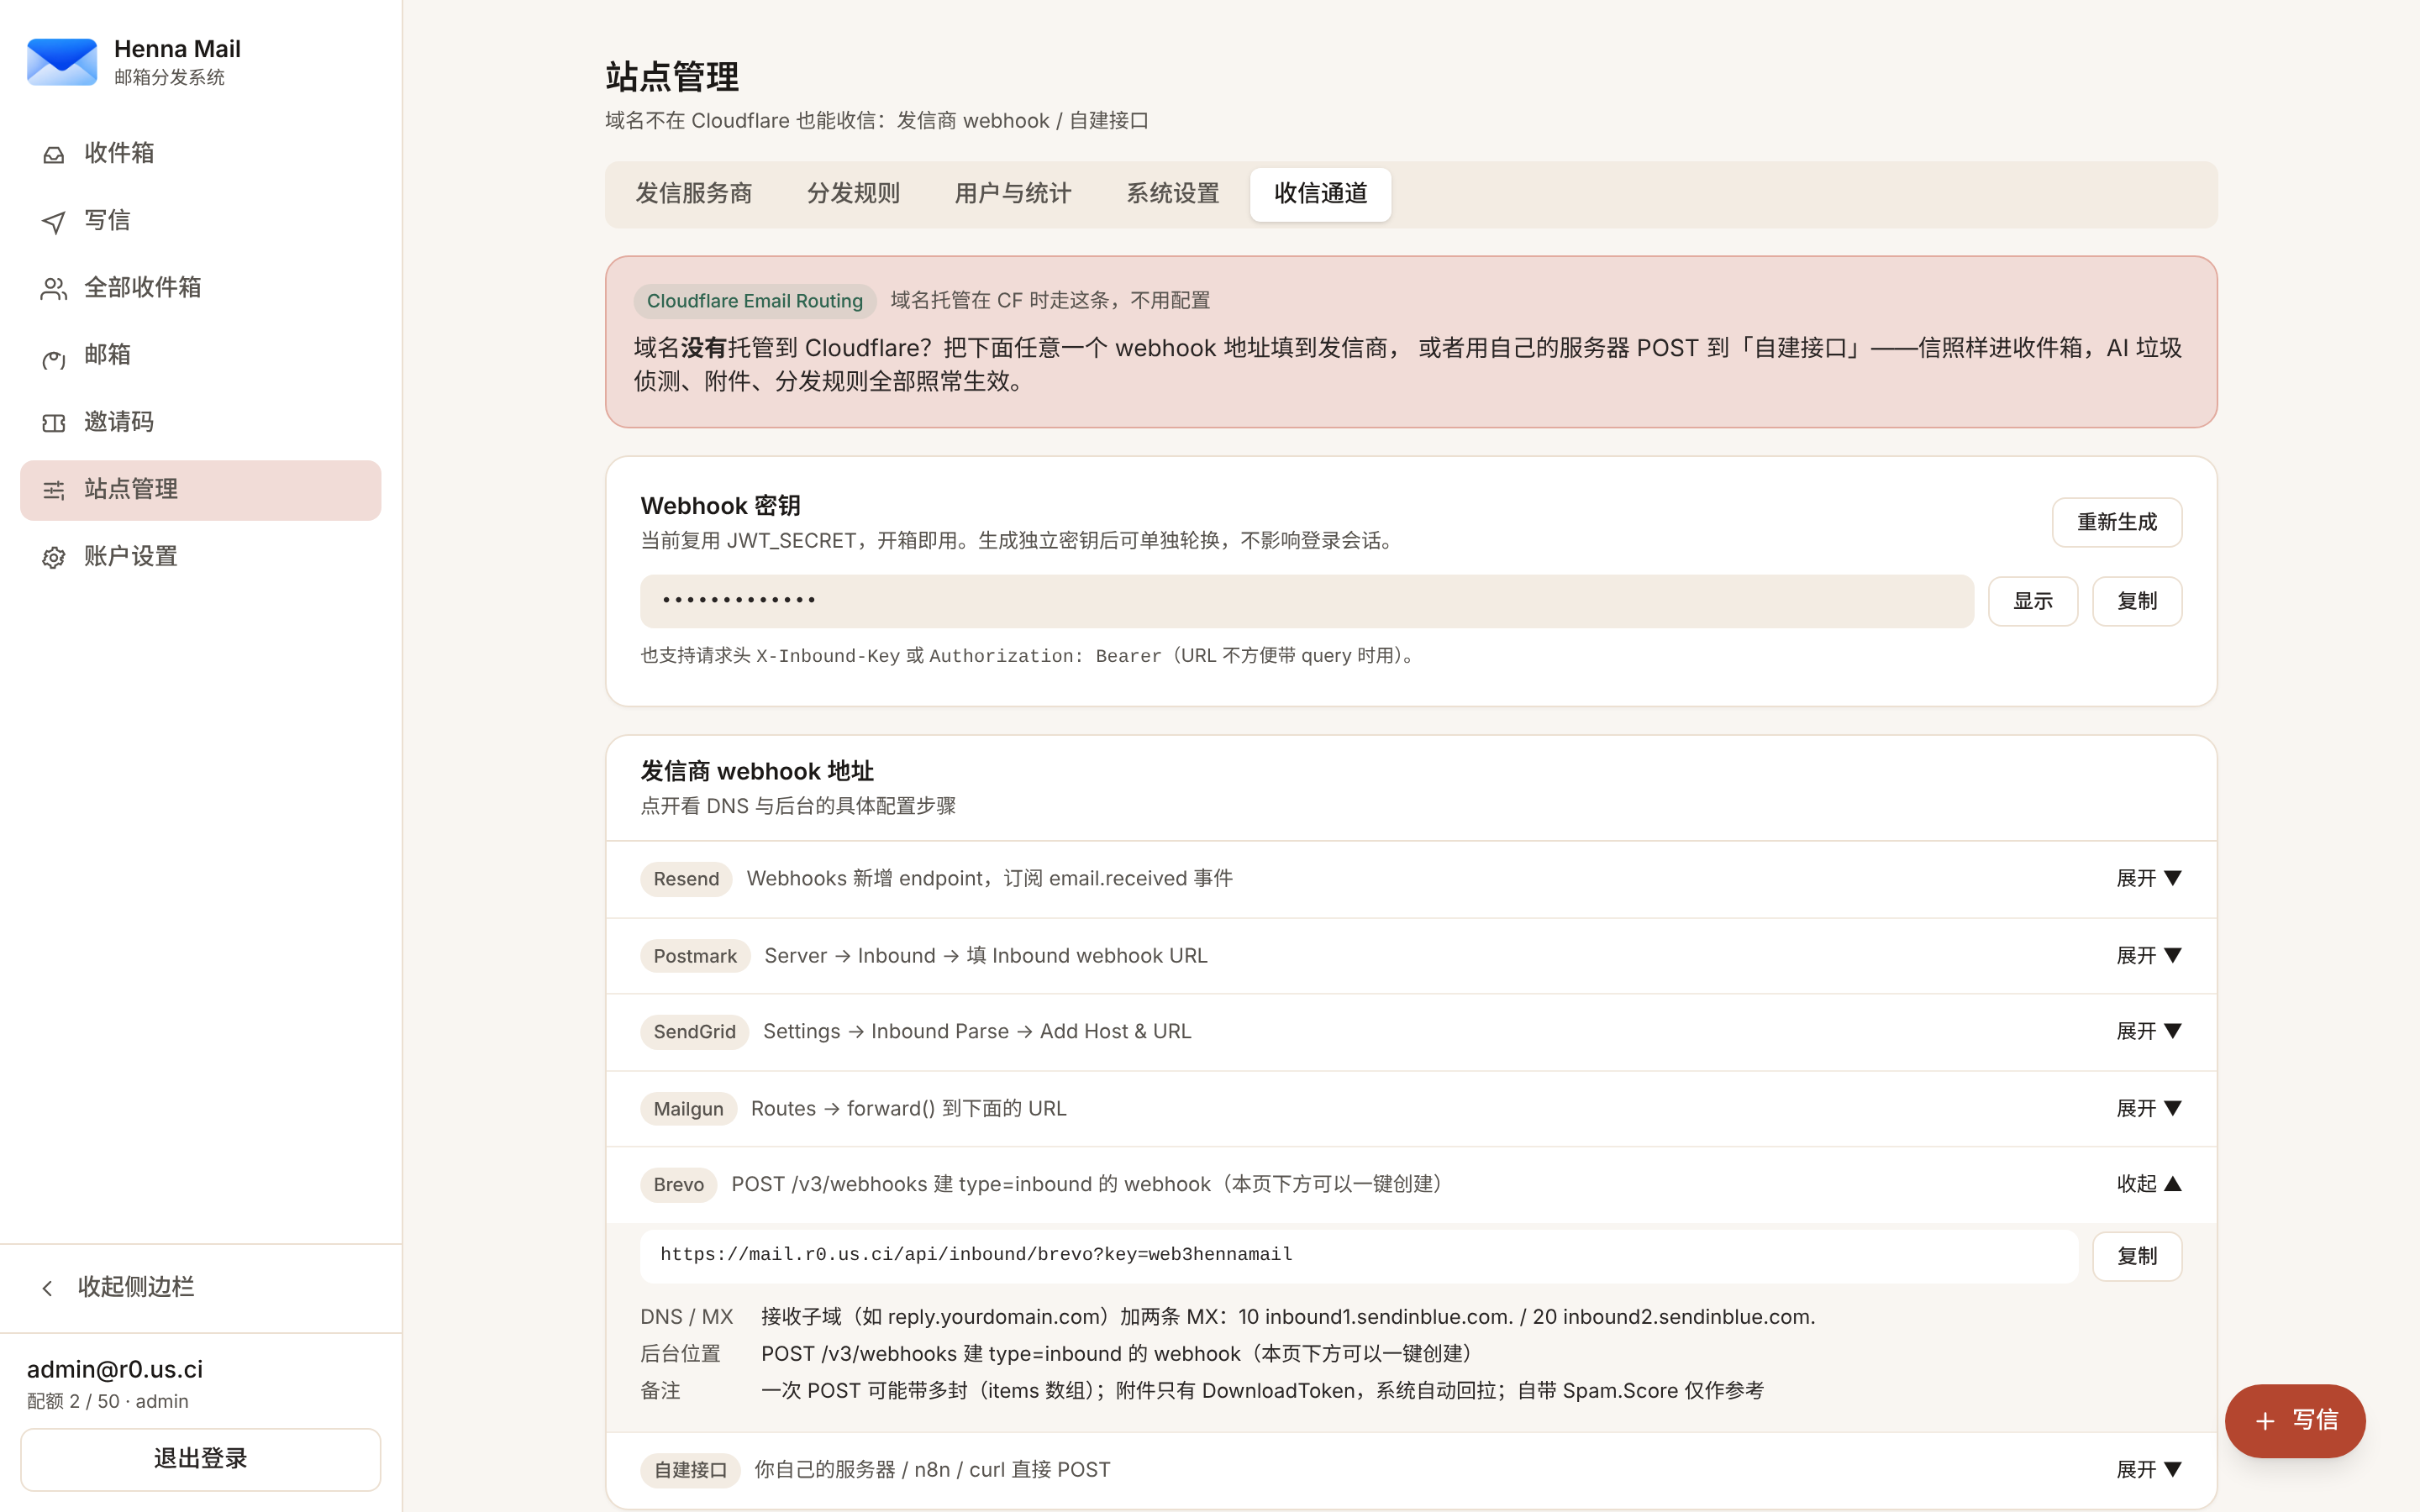 Henna Mail
邮箱分发系统
收件箱
写信
全部收件箱
邮箱
邀请码
站点管理
账户设置
收起侧边栏
admin@r0.us.ci
配额 2 / 50 · admin
退出登录
站点管理
域名不在 Cloudflare 也能收信：发信商 webhook / 自建接口
发信服务商 分发规则 用户与统计 系统设置 收信通道
Cloudflare Email Routing 域名托管在 CF 时走这条，不用配置
域名没有托管到 Cloudflare？把下面任意一个 webhook 地址填到发信商， 或者用自己的服务器 POST 到「自建接口」——信照样进收件箱，AI 垃圾
侦测、附件、分发规则全部照常生效。
Webhook 密钥
当前复用 JWT_SECRET，开箱即用。生成独立密钥后可单独轮换，不影响登录会话。
重新生成
••••••••••••• 显示 复制
也支持请求头 X-Inbound-Key 或 Authorization: Bearer（URL 不方便带 query 时用）。
发信商 webhook 地址
点开看 DNS 与后台的具体配置步骤
Resend Webhooks 新增 endpoint，订阅 email.received 事件 展开 ▼
Postmark Server → Inbound → 填 Inbound webhook URL 展开 ▼
SendGrid Settings → Inbound Parse → Add Host & URL 展开 ▼
Mailgun Routes → forward() 到下面的 URL 展开 ▼
Brevo POST /v3/webhooks 建 type=inbound 的 webhook（本页下方可以一键创建） 收起 ▲
https://mail.r0.us.ci/api/inbound/brevo?key=web3hennamail 复制
DNS / MX 接收子域（如 reply.yourdomain.com）加两条 MX：10 inbound1.sendinblue.com. / 20 inbound2.sendinblue.com.
后台位置 POST /v3/webhooks 建 type=inbound 的 webhook（本页下方可以一键创建）
备注 一次 POST 可能带多封（items 数组）；附件只有 DownloadToken，系统自动回拉；自带 Spam.Score 仅作参考
自建接口 你自己的服务器 / n8n / curl 直接 POST 展开 ▼
+ 写信